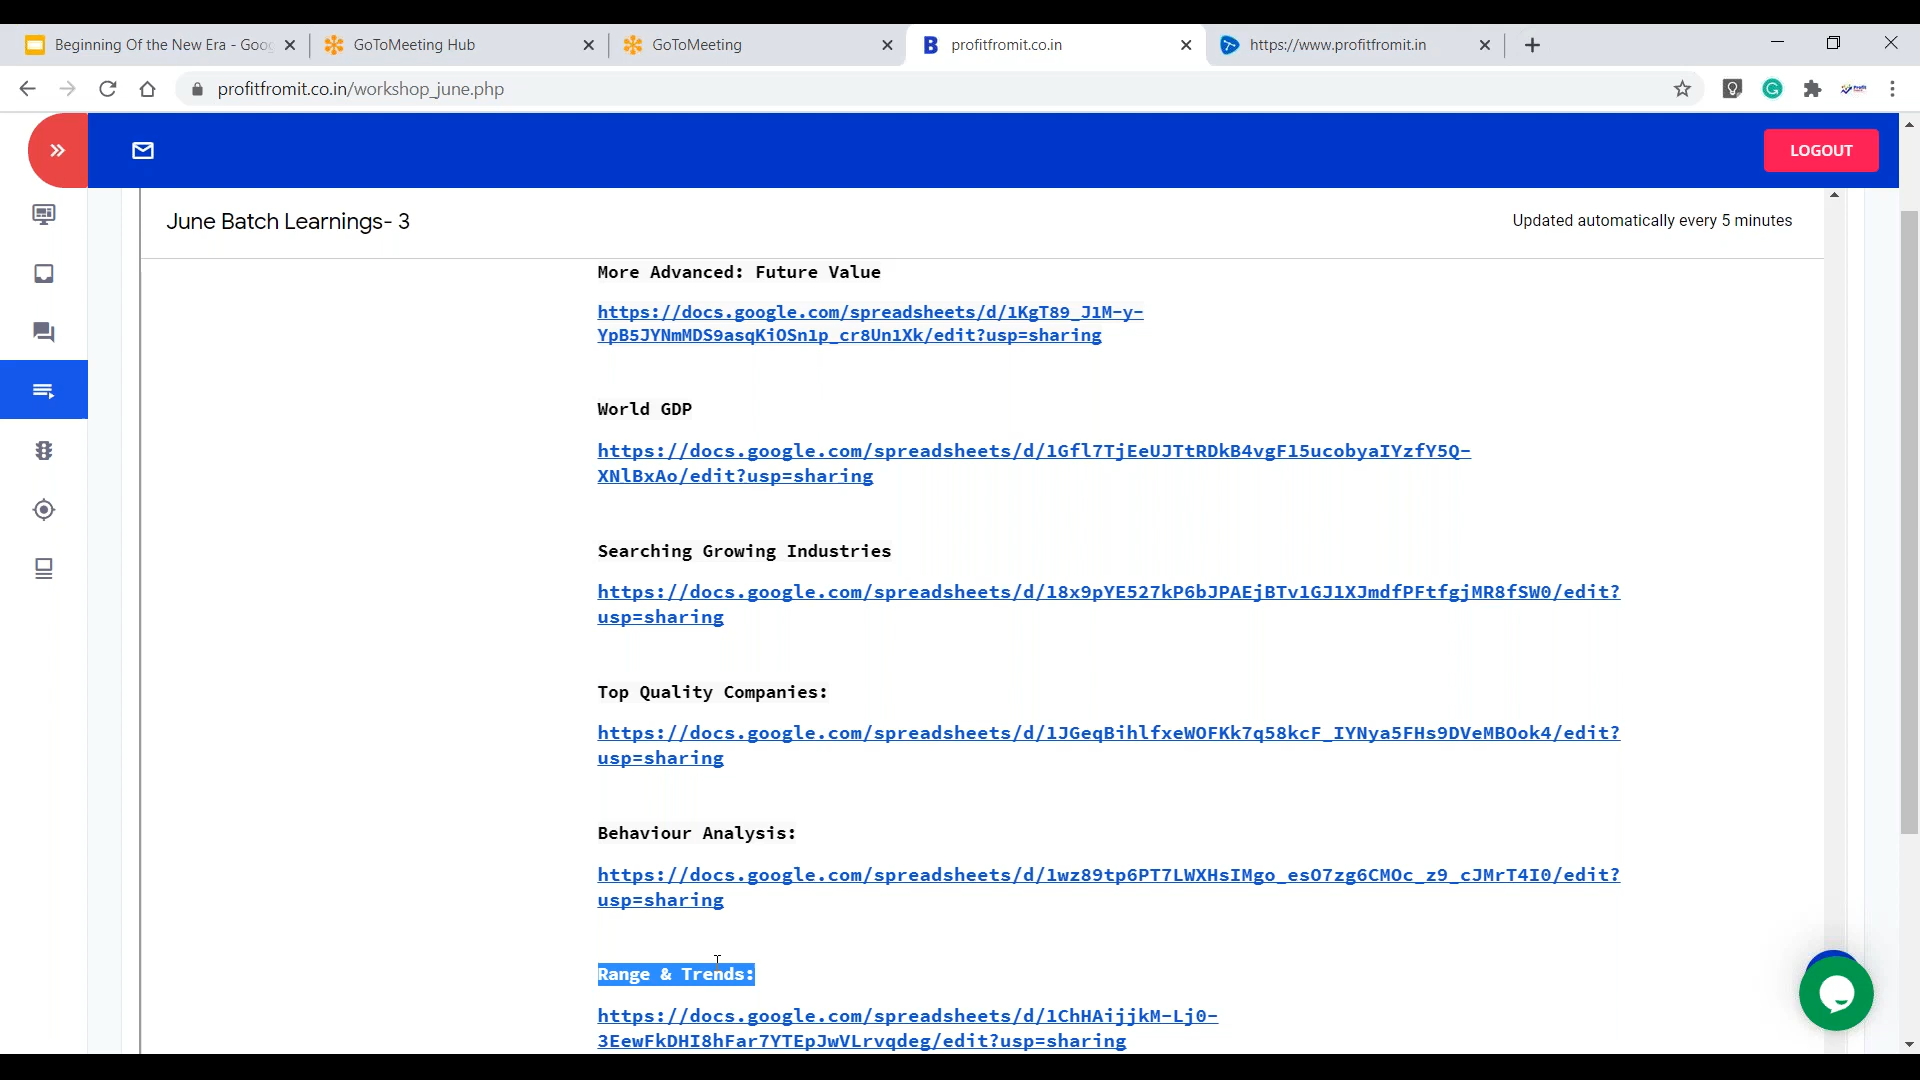 Beginning Of the New Era - Goog
GoToMeeting Hub
GoToMeeting
profitfromit.co.in
https://www.profitfromit.in
profitfromit.co.in/workshop_june.php
LOGOUT
June Batch Learnings- 3
Updated automatically every 5 minutes
More Advanced: Future Value
https://docs.google.com/spreadsheets/d/1KgT89_J1M-y-
YpB5JYNmMDS9asqKiOSn1p_cr8Un1Xk/edit?usp=sharing
World GDP
https://docs.google.com/spreadsheets/d/1Gfl7TjEeUJTtRDkB4vgF15ucobyaIYzfY5Q-
XNlBxAo/edit?usp=sharing
Searching Growing Industries
https://docs.google.com/spreadsheets/d/18x9pYE527kP6bJPAEjBTv1GJ1XJmdfPFtfgjMR8fSW0/edit?
usp=sharing
Top Quality Companies:
https://docs.google.com/spreadsheets/d/1JGeqBihlfxeWOFKk7q58kcF_IYNya5FHs9DVeMBOok4/edit?
usp=sharing
Behaviour Analysis:
https://docs.google.com/spreadsheets/d/1wz89tp6PT7LWXHsIMgo_esO7zg6CMOc_z9_cJMrT4I0/edit?
usp=sharing
Range & Trends:
https://docs.google.com/spreadsheets/d/1ChHAijjkM-Lj0-
3EewFkDHI8hFar7YTEpJwVLrvqdeg/edit?usp=sharing